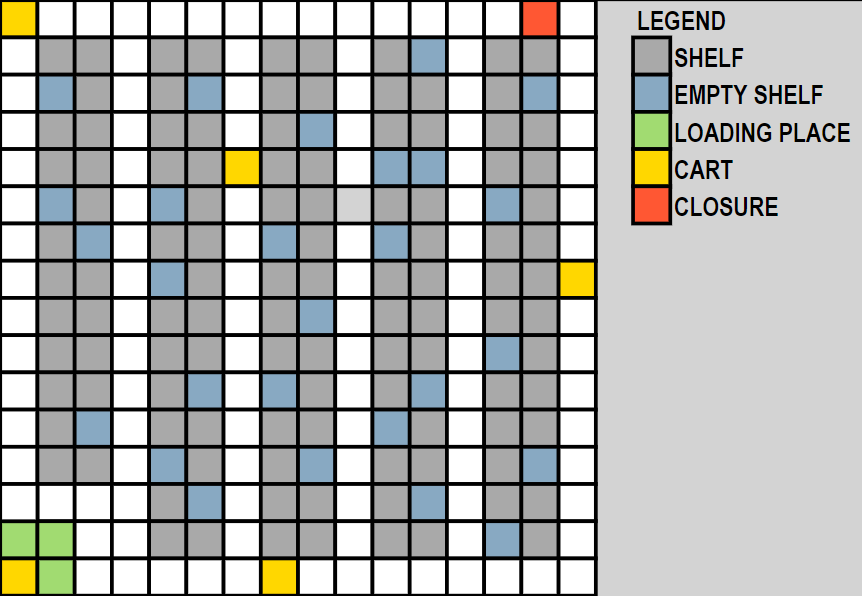 LEGEND
SHELF
EMPTY SHELF
LOADING PLACE
CART
CLOSURE